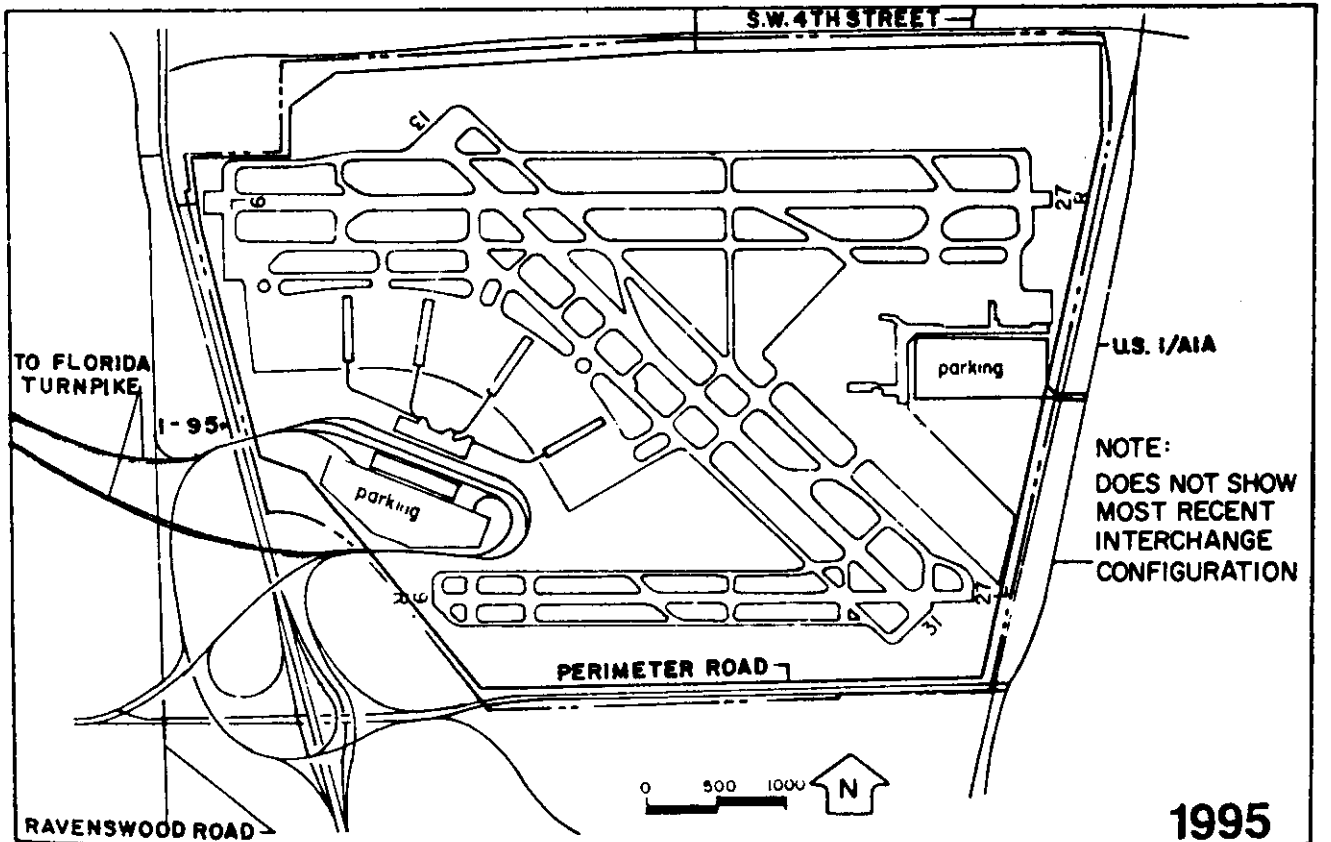 S.W. 4TH STREET
13
9
L
27
R
TO FLORIDA
TURNPIKE
I-95
U.S. 1/A1A
parking
parking
NOTE:
DOES NOT SHOW
MOST RECENT
INTERCHANGE
CONFIGURATION
9
R
27
L
31
PERIMETER ROAD
0 500 1000
N
RAVENSWOOD ROAD
1995